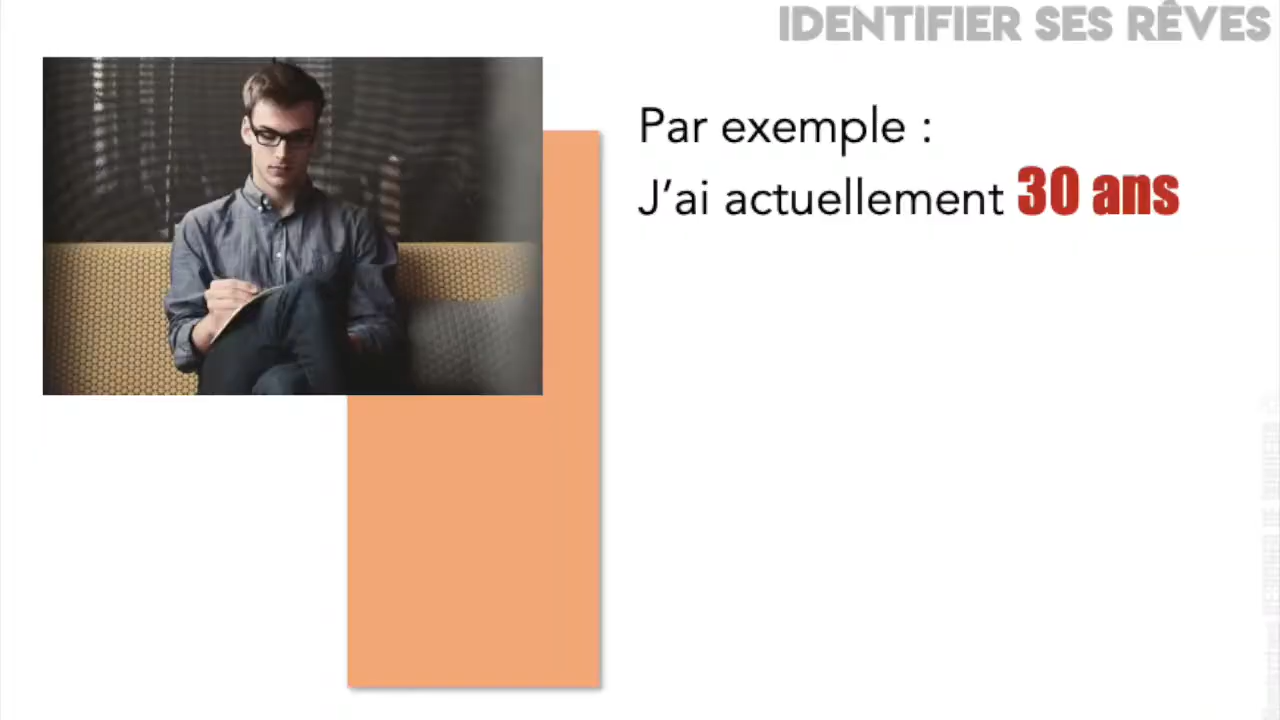 IDENTIFIER SES RÊVES
Par exemple :
J’ai actuellement 30 ans